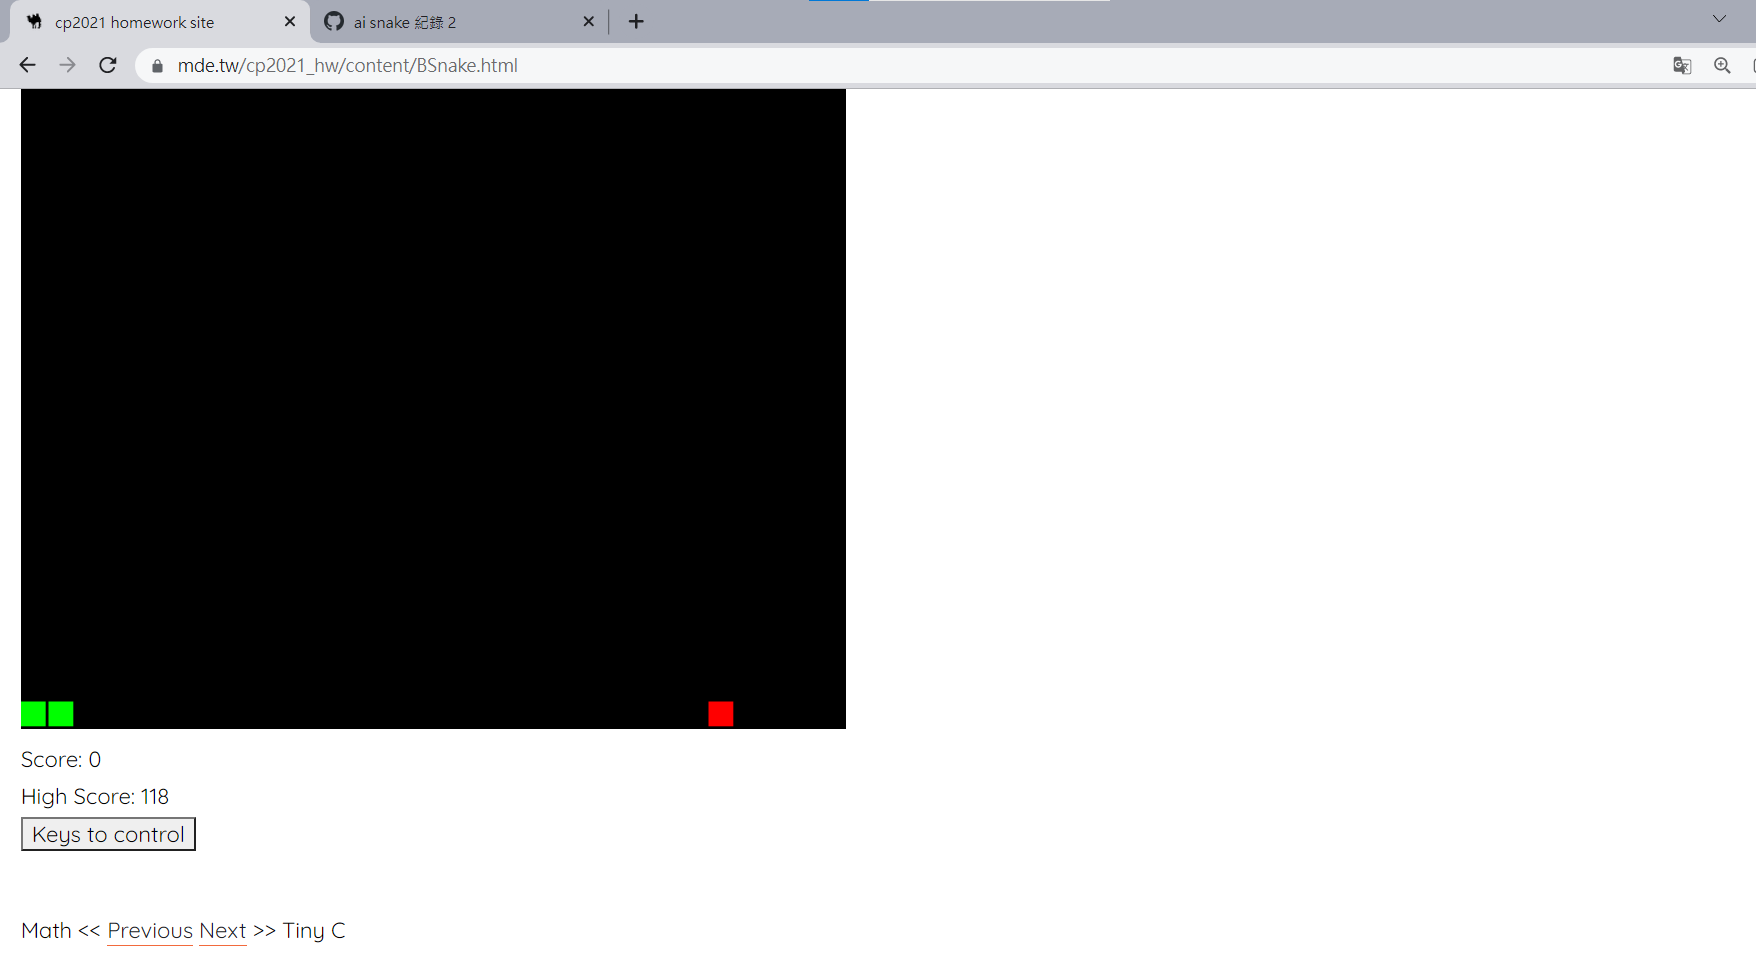 cp2021 homework site
ai snake 紀錄 2
mde.tw/cp2021_hw/content/BSnake.html
Score: 0
High Score: 118
Keys to control
Math << Previous Next >> Tiny C